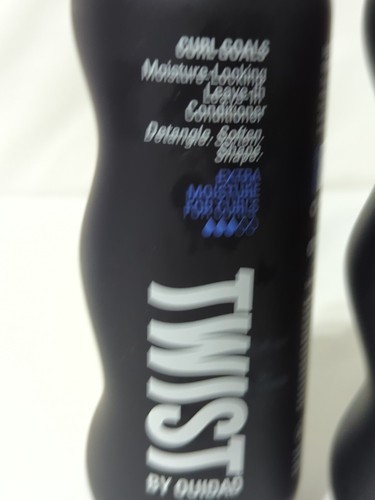 CURL GOALS
Moisture-Locking
Leave-In
Conditioner
Detangle, Soften,
Shape.
EXTRA
MOISTURE
FOR CURLS
TWIST
BY OUIDAD